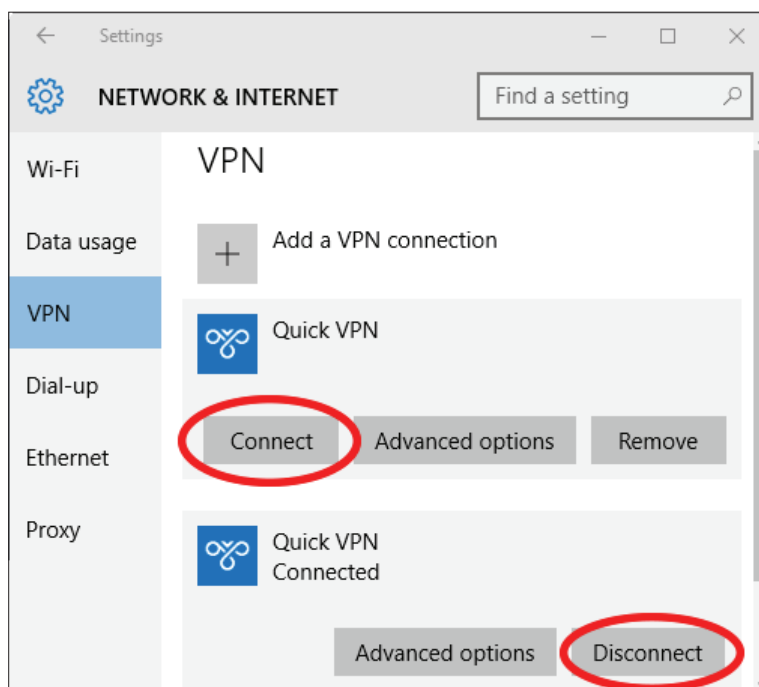 Settings
NETWORK & INTERNET
Find a setting
Wi-Fi
Data usage
VPN
Dial-up
Ethernet
Proxy
VPN
Add a VPN connection
Quick VPN
Connect
Advanced options
Remove
Quick VPN
Connected
Advanced options
Disconnect